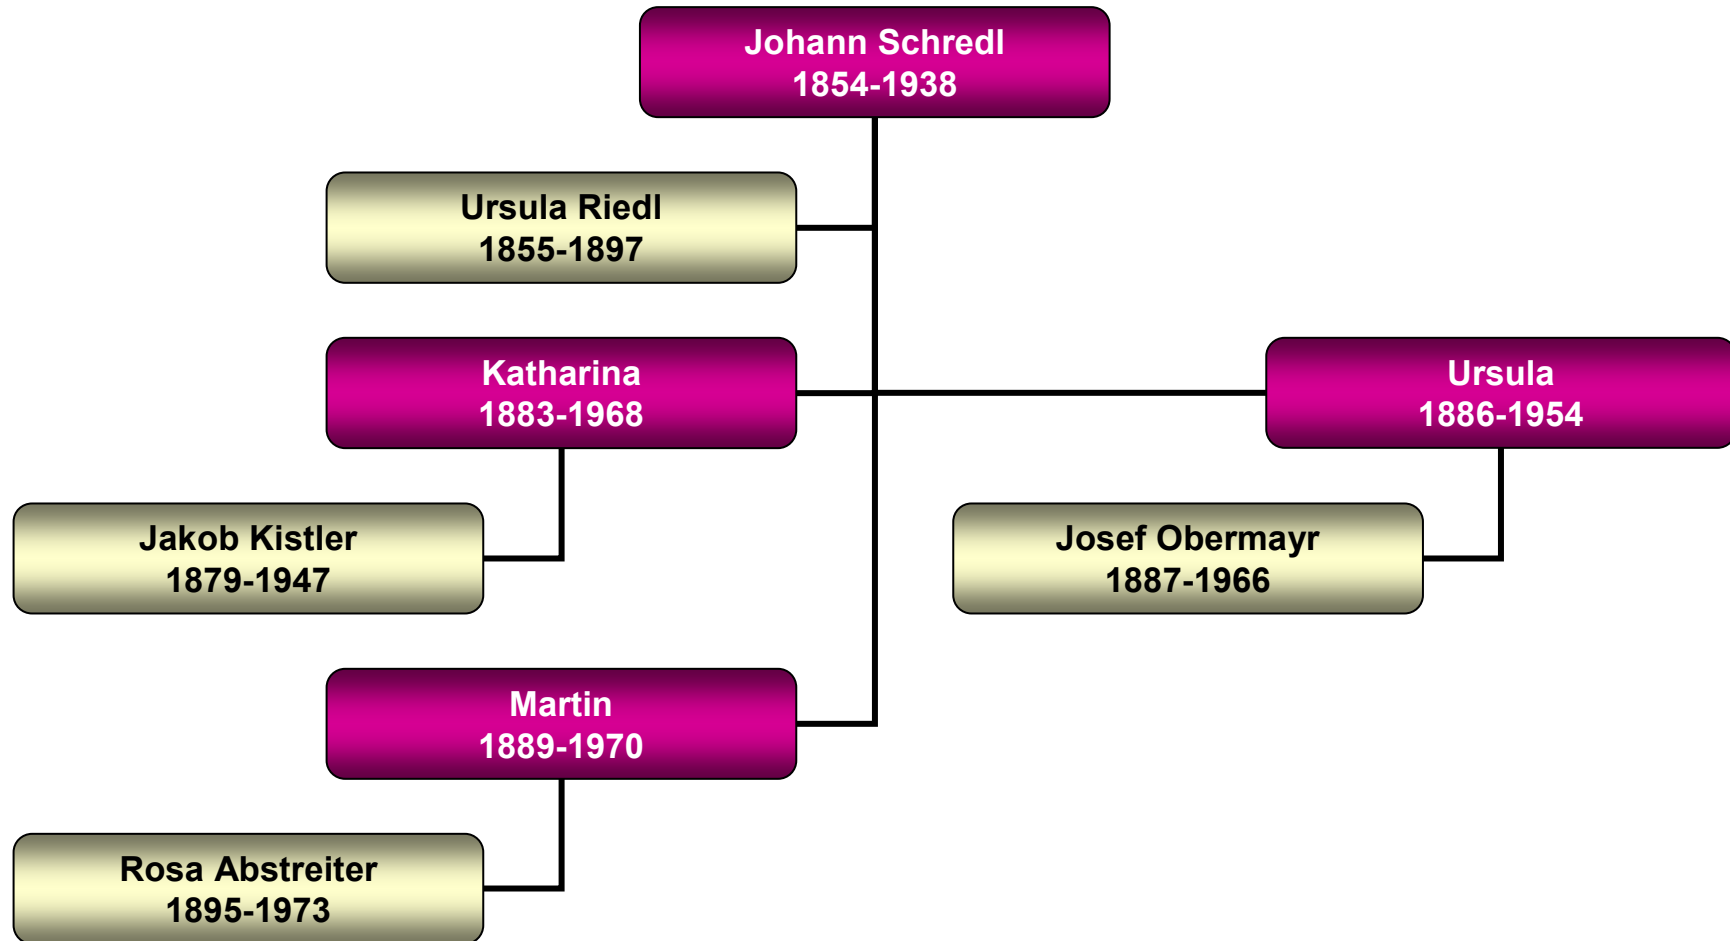 Johann Schredl
1854-1938
Ursula Riedl
1855-1897
Katharina
1883-1968
Ursula
1886-1954
Jakob Kistler
1879-1947
Josef Obermayr
1887-1966
Martin
1889-1970
Rosa Abstreiter
1895-1973